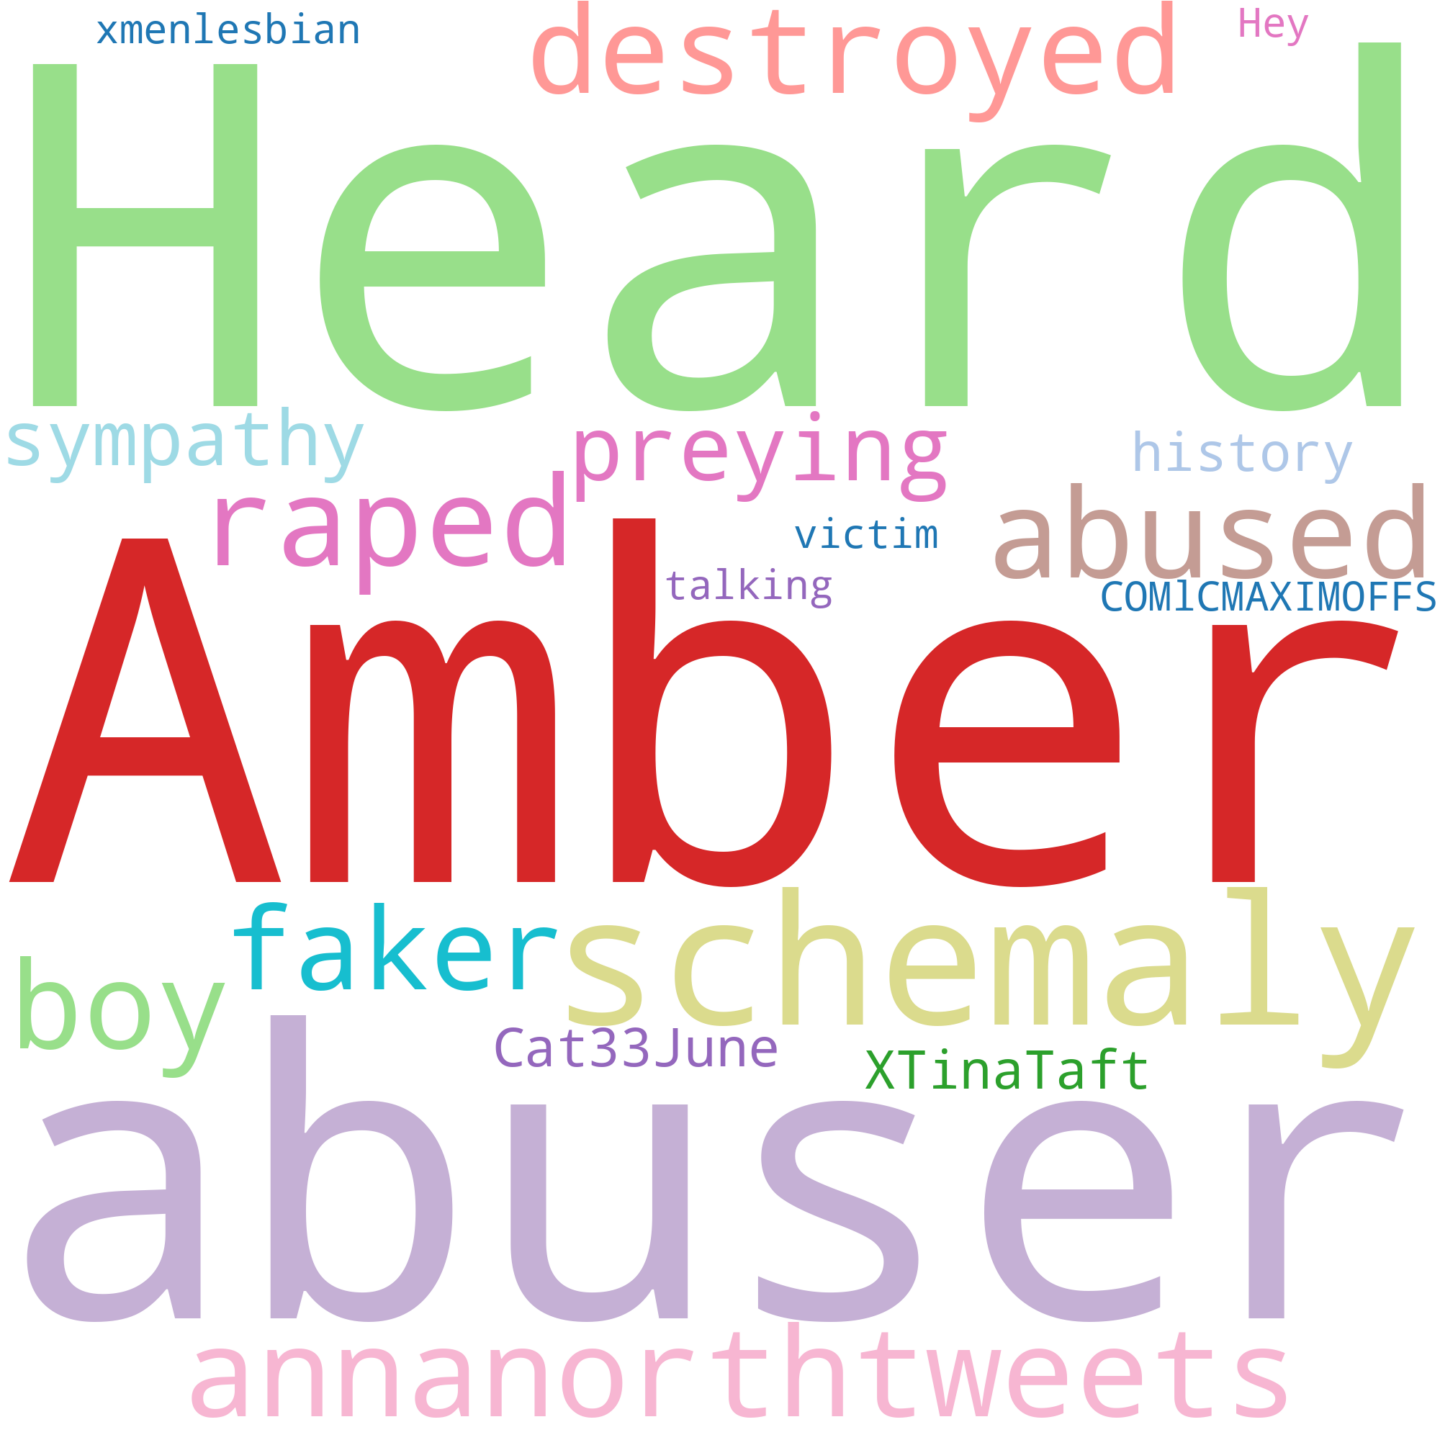 xmenlesbian destroyed Hey
Heard
sympathy preying history
raped victim abused
talking COMlCMAXIMOFFS
Amber
faker schemaly
boy Cat33June XTinaTaft
abuser
annanorthtweets